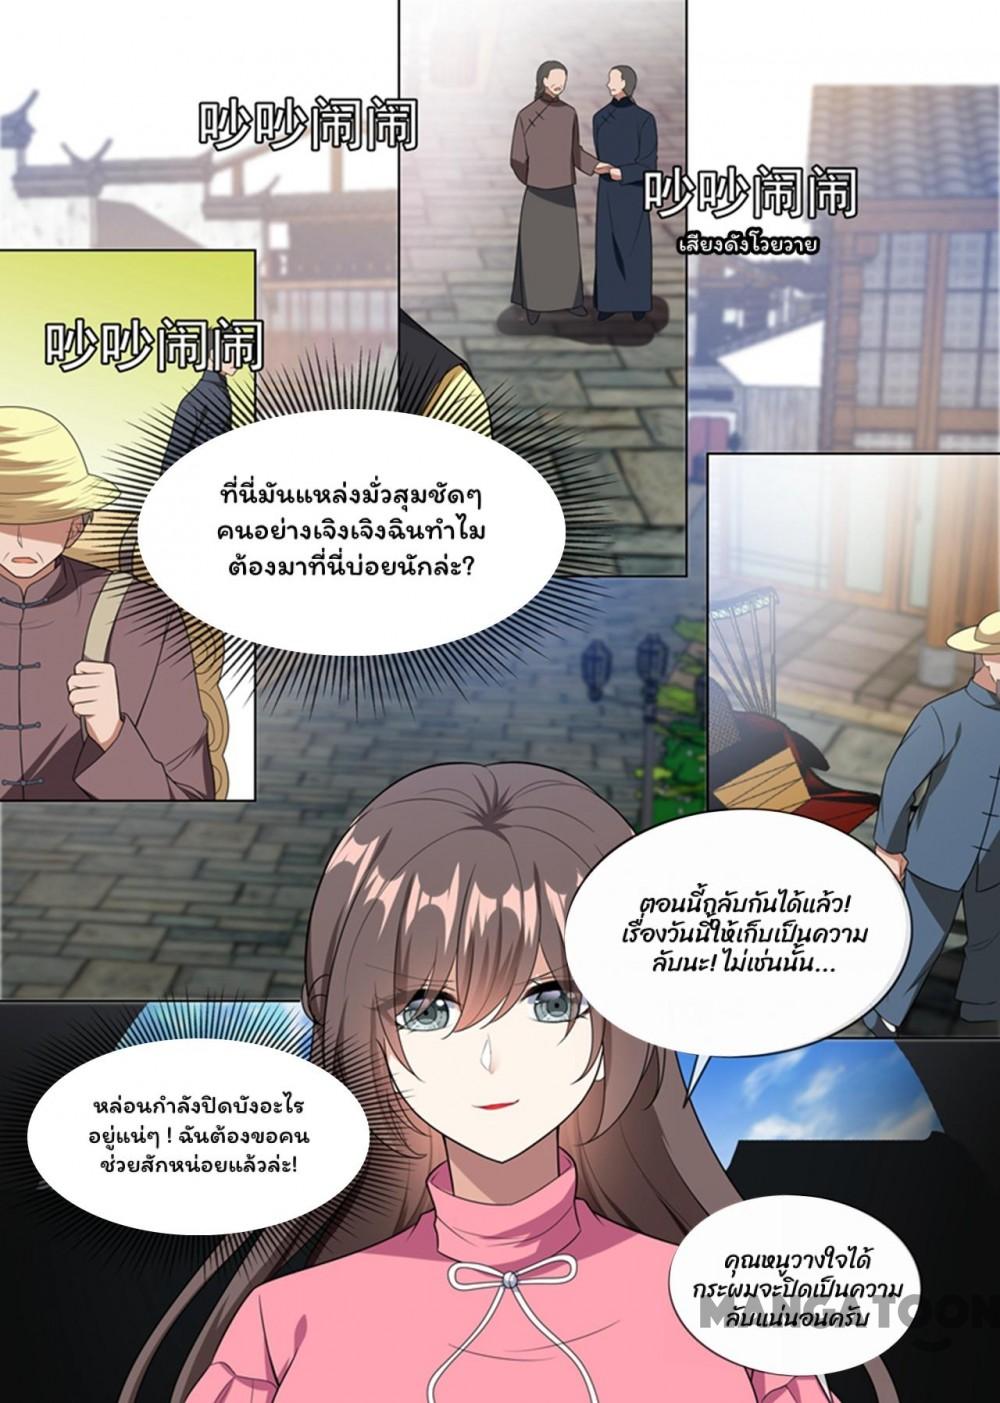 吵吵闹闹
吵吵闹闹
เสียงดังโวยวาย
吵吵闹闹
ที่นี่มันแหล่งมั่วสุมชัดๆ
คนอย่างเจิงเจิงฉินทำไม
ต้องมาที่นี่บ่อยนักล่ะ?
ตอนนี้กลับกันได้แล้ว!
เรื่องวันนี้ให้เก็บเป็นความ
ลับนะ! ไม่เช่นนั้น...
หล่อนกำลังปิดบังอะไร
อยู่แน่ๆ ! ฉันต้องขอคน
ช่วยสักหน่อยแล้วล่ะ!
คุณหนูวางใจได้
กระผมจะปิดเป็นความ
ลับแน่นอนครับ
MANGATOON